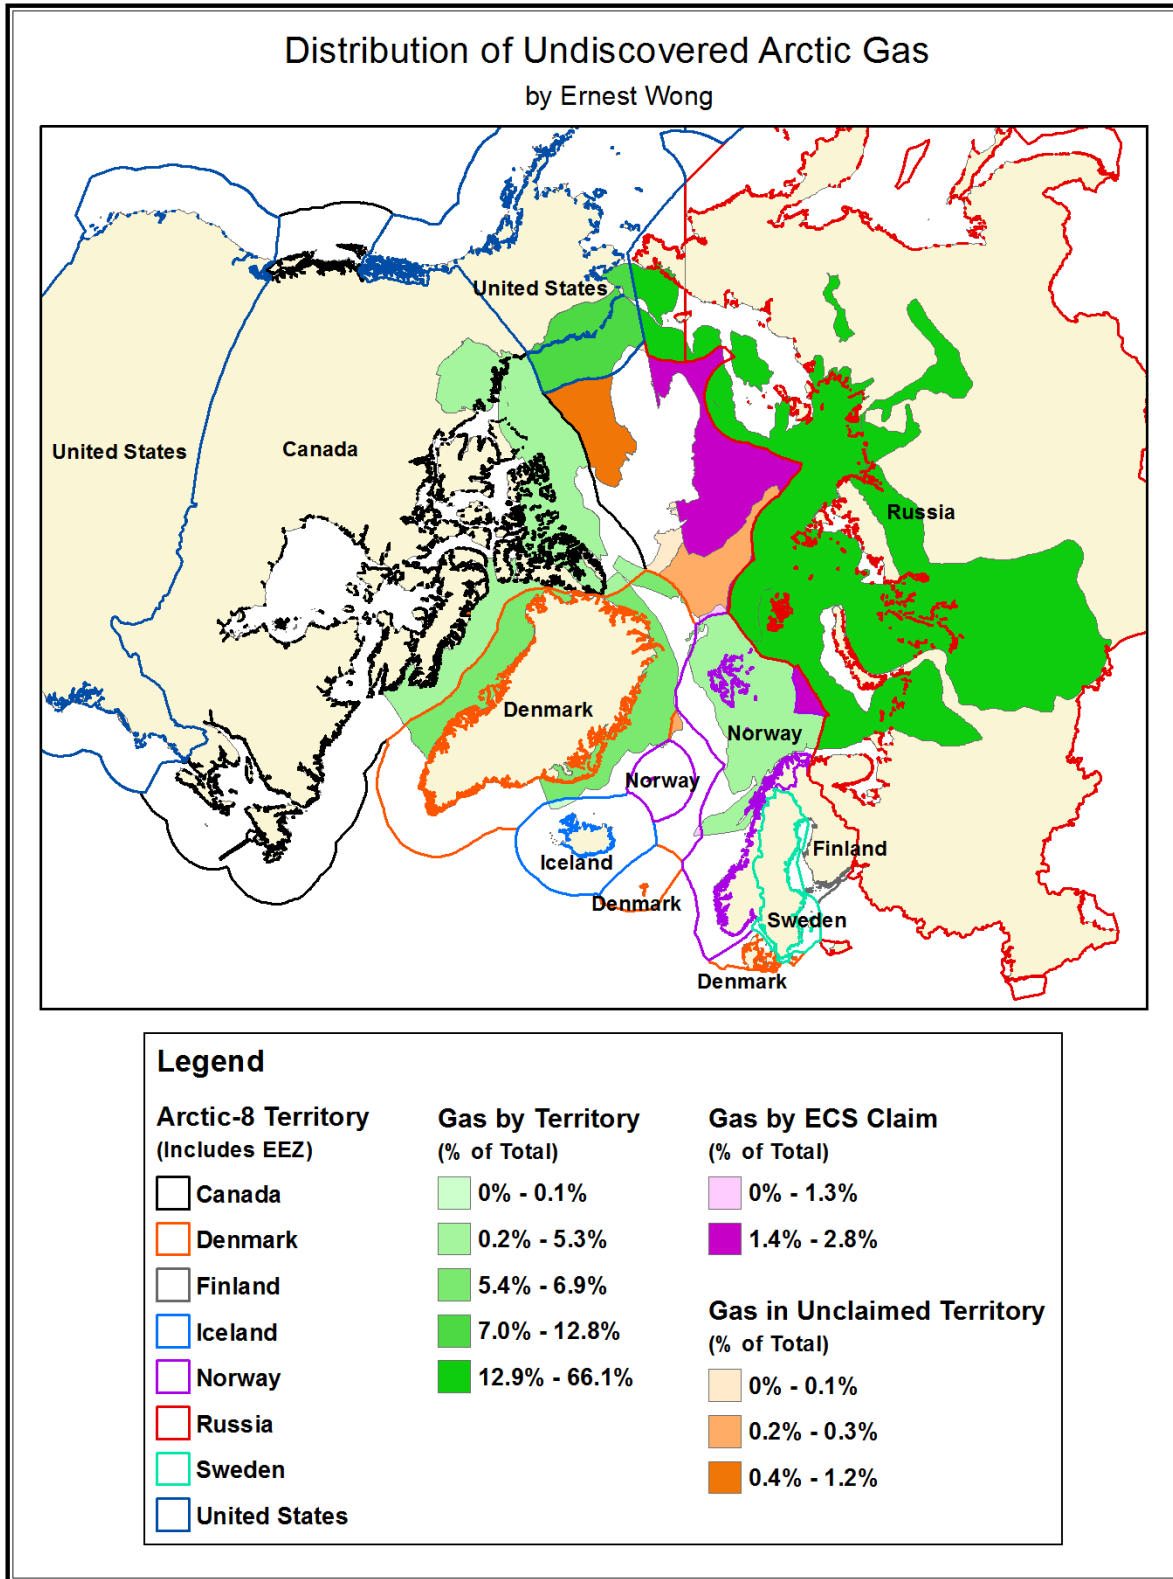 Distribution of Undiscovered Arctic Gas
by Ernest Wong
United States
United States
Canada
Russia
Denmark
Norway
Norway
Iceland
Finland
Denmark
Sweden
Denmark
Legend
Arctic-8 Territory
(Includes EEZ)
Canada
Denmark
Finland
Iceland
Norway
Russia
Sweden
United States
Gas by Territory
(% of Total)
0% - 0.1%
0.2% - 5.3%
5.4% - 6.9%
7.0% - 12.8%
12.9% - 66.1%
Gas by ECS Claim
(% of Total)
0% - 1.3%
1.4% - 2.8%
Gas in Unclaimed Territory
(% of Total)
0% - 0.1%
0.2% - 0.3%
0.4% - 1.2%